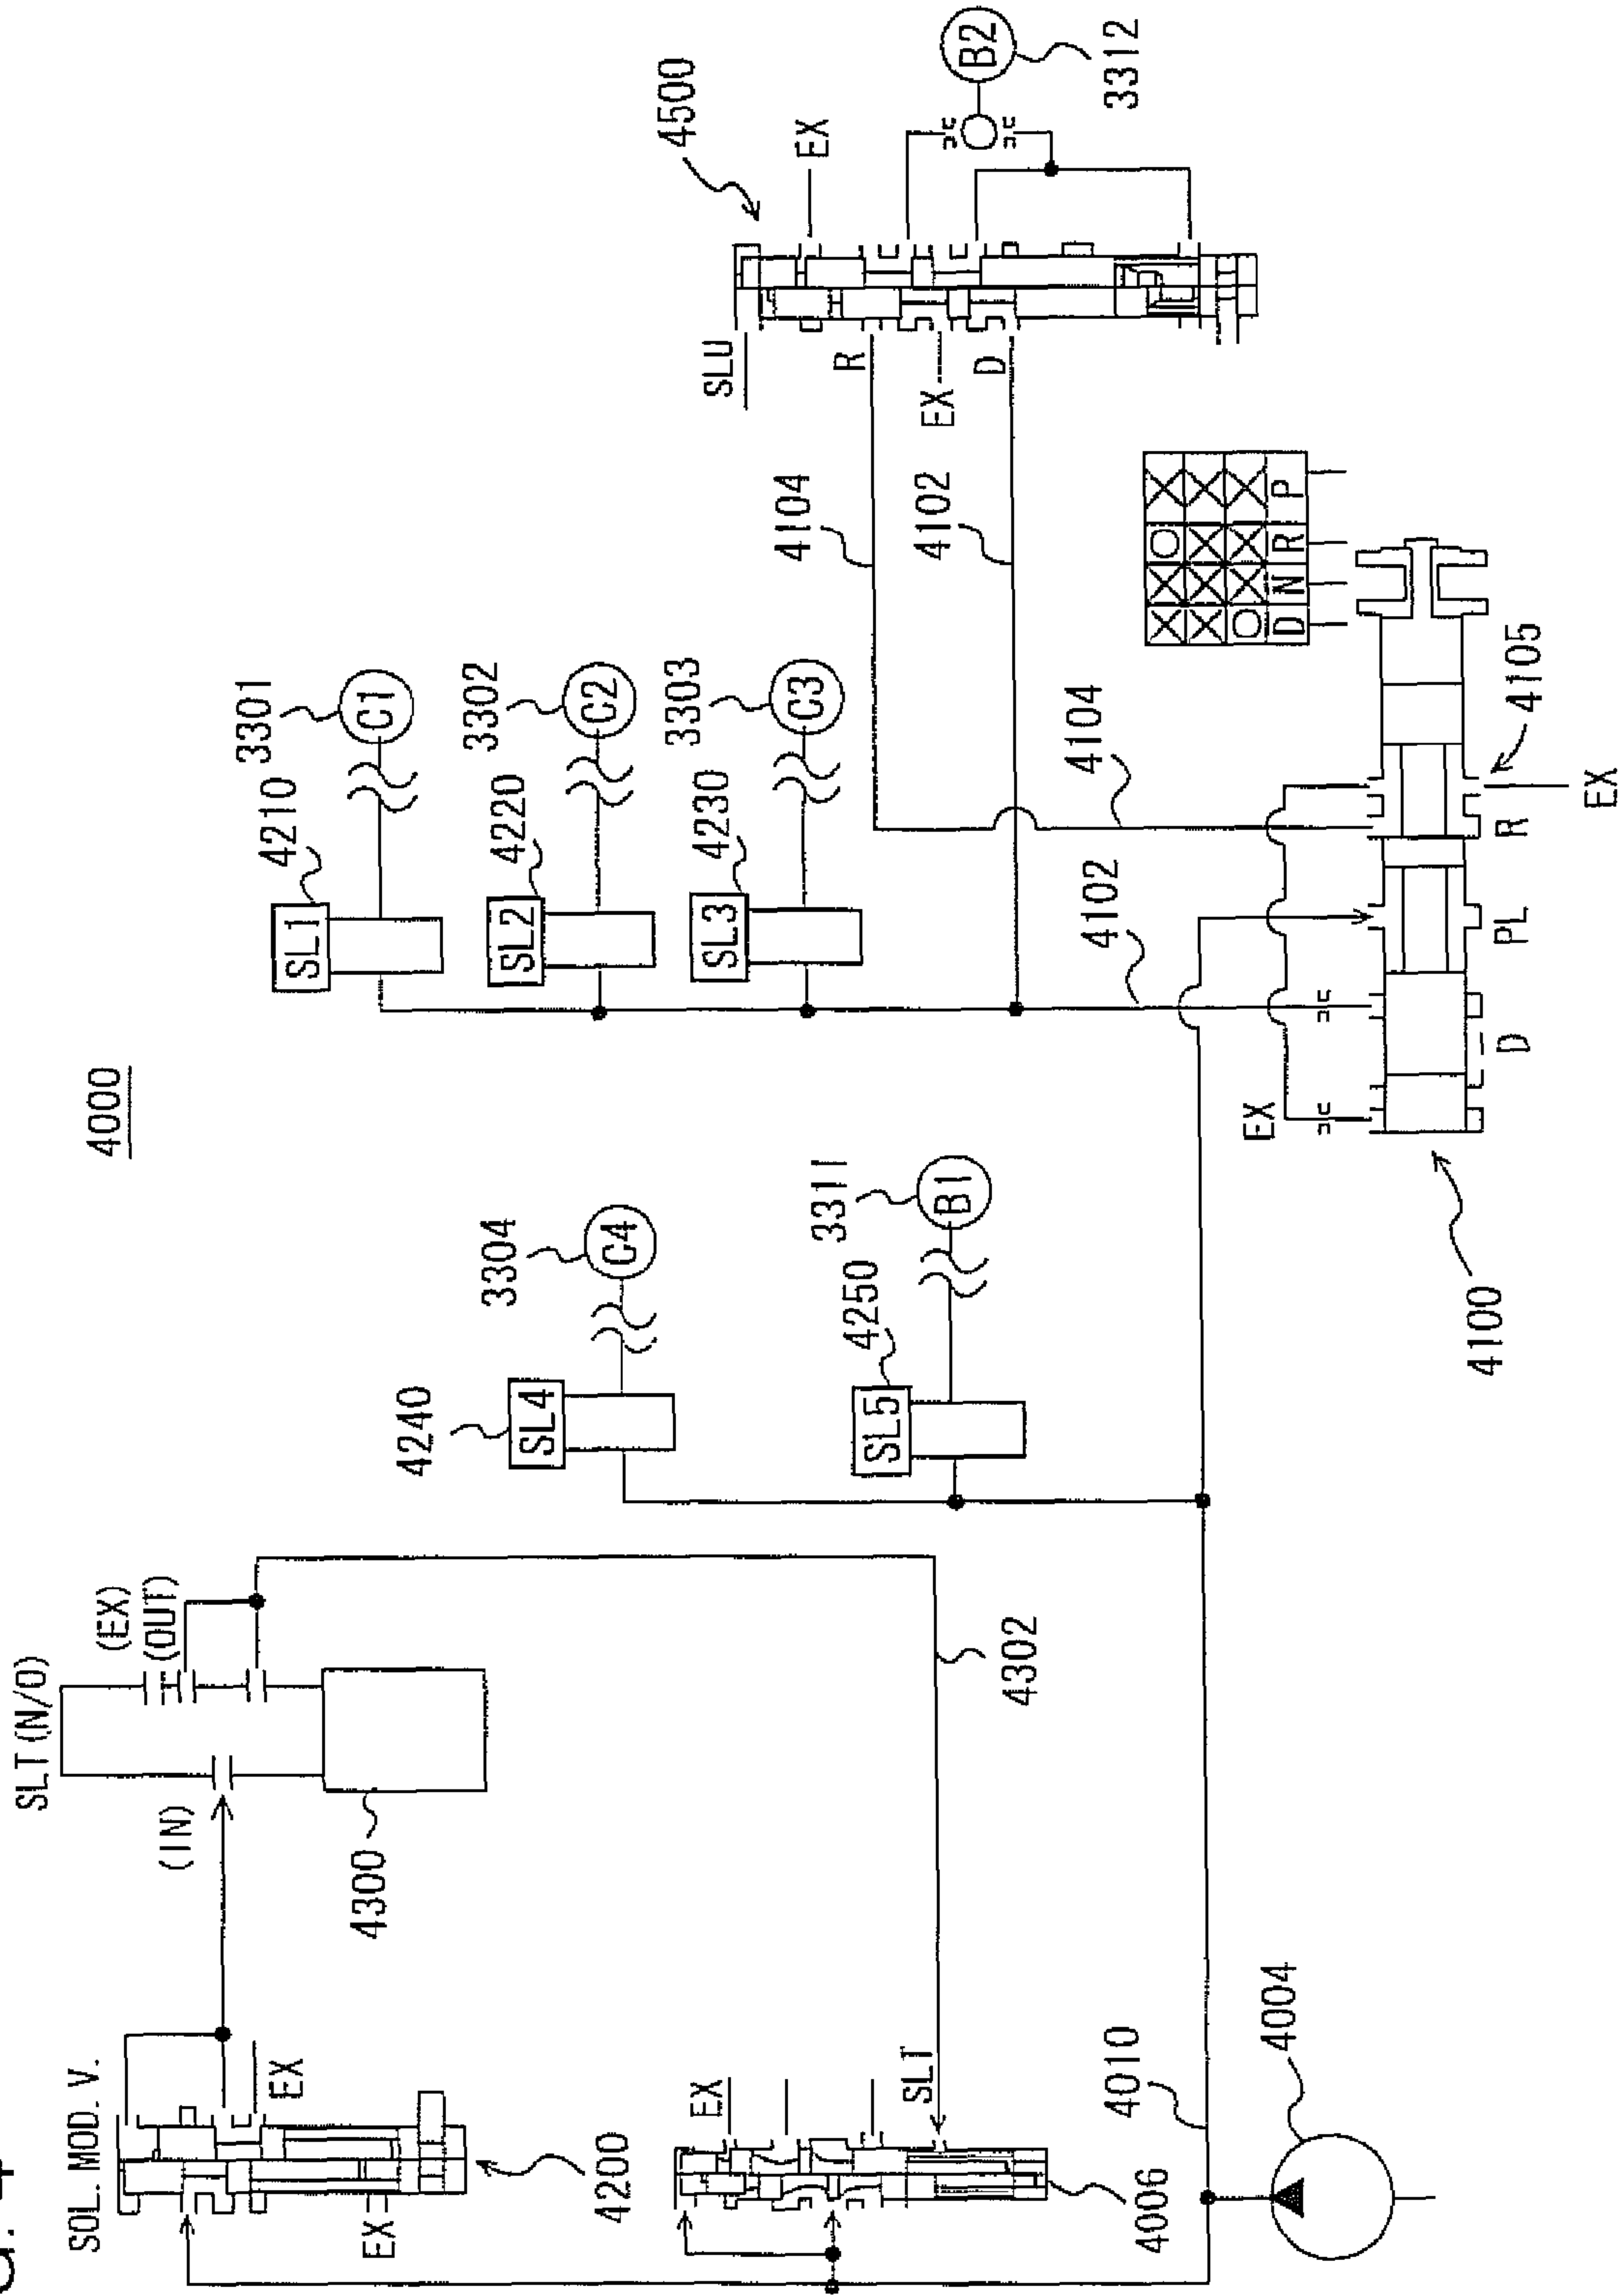 4000
SOL. MOD. V.
EX
EX
4200
SLT(N/O)
(IN)
(EX)
(OUT)
4300
4302
EX
SLT
4006
4010
4004
4240
SL4
3304
C4
4250
SL5
3311
B1
4210
SL1
3301
C1
4220
SL2
3302
C2
4230
SL3
3303
C3
4102
4104
4104
4102
SLU
R
EX
D
4500
EX
B2
3312
D N R P
EX
D
PL
R
EX
4105
4100